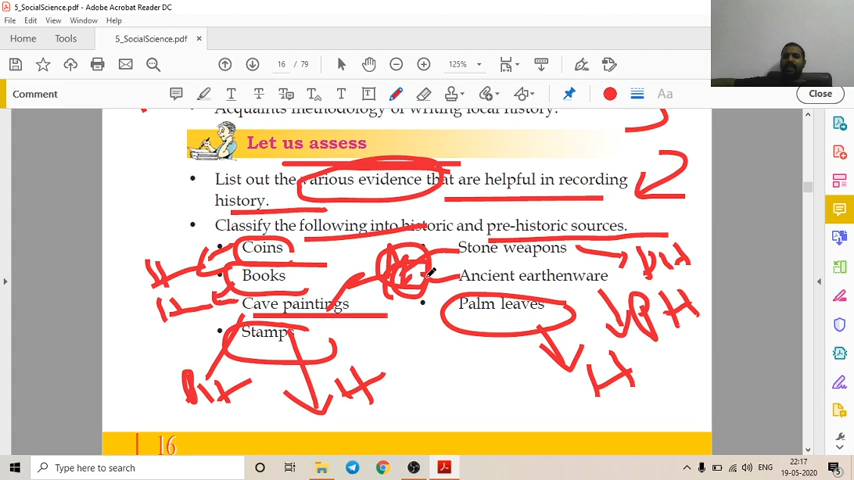 5_SocialScience.pdf - Adobe Acrobat Reader DC
File Edit View Window Help
Home Tools 5_SocialScience.pdf ×
16 / 79 125%
Comment Close
Acquaints methodology of writing local history.
Let us assess
• List out the various evidence that are helpful in recording
history.
• Classify the following into historic and pre-historic sources.
• Coins • Stone weapons
H PH
• Books • Ancient earthenware
H PH
• Cave paintings • Palm leaves
• Stamps
PH H H
16
Type here to search
ENG 22:17
19-05-2020